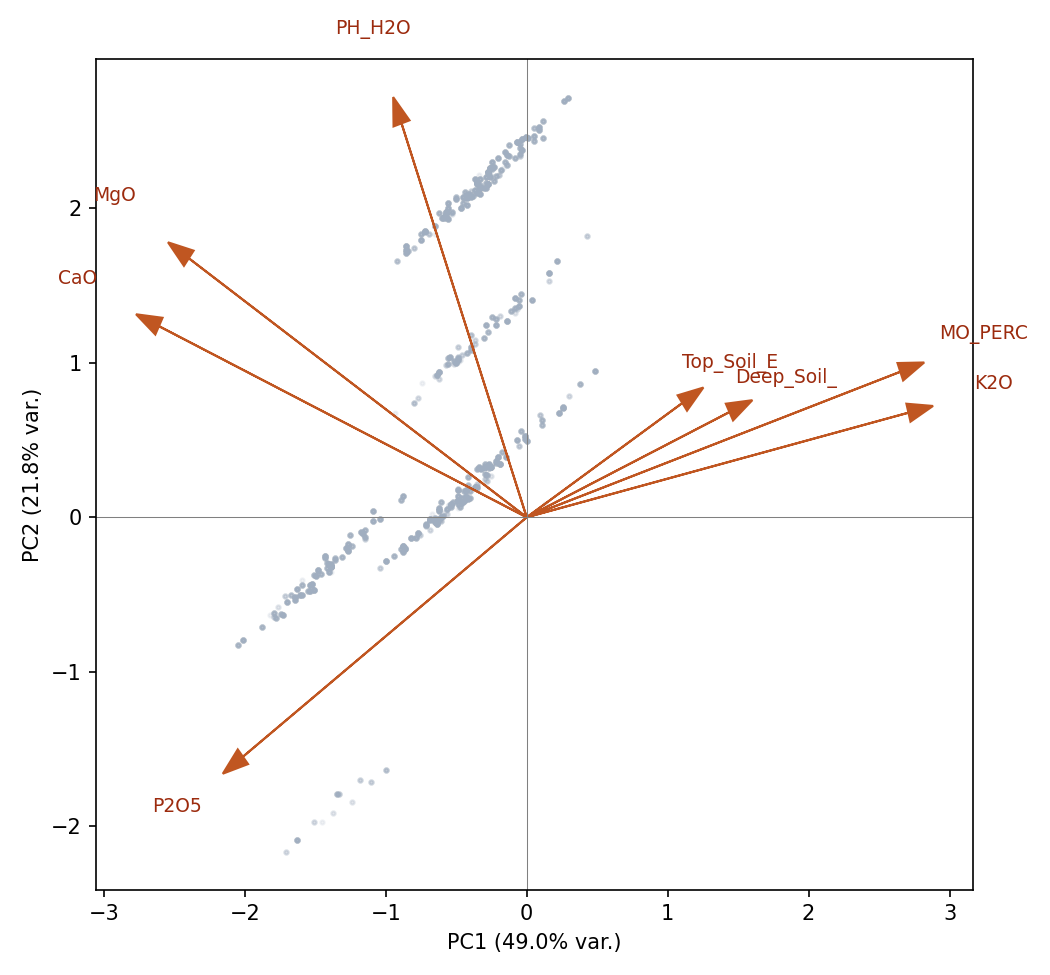 PH_H2O
MgO
CaO
MO_PERC
Top_Soil_E
Deep_Soil_
K2O
P2O5
2
1
0
−1
−2
PC2 (21.8% var.)
−3 −2 −1 0 1 2 3
PC1 (49.0% var.)